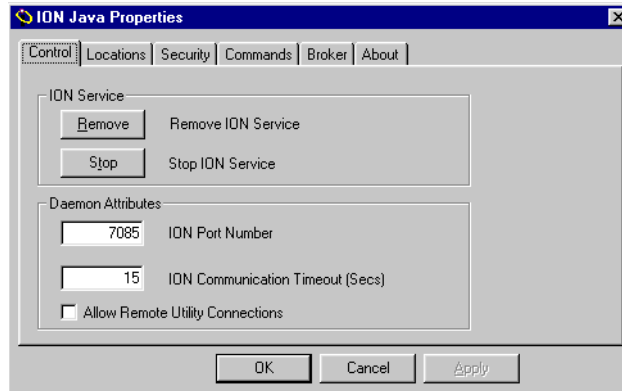 ION Java Properties
Control Locations Security Commands Broker About
ION Service
Remove Remove ION Service
Stop Stop ION Service
Daemon Attributes
7085 ION Port Number
15 ION Communication Timeout (Secs)
Allow Remote Utility Connections
OK Cancel Apply